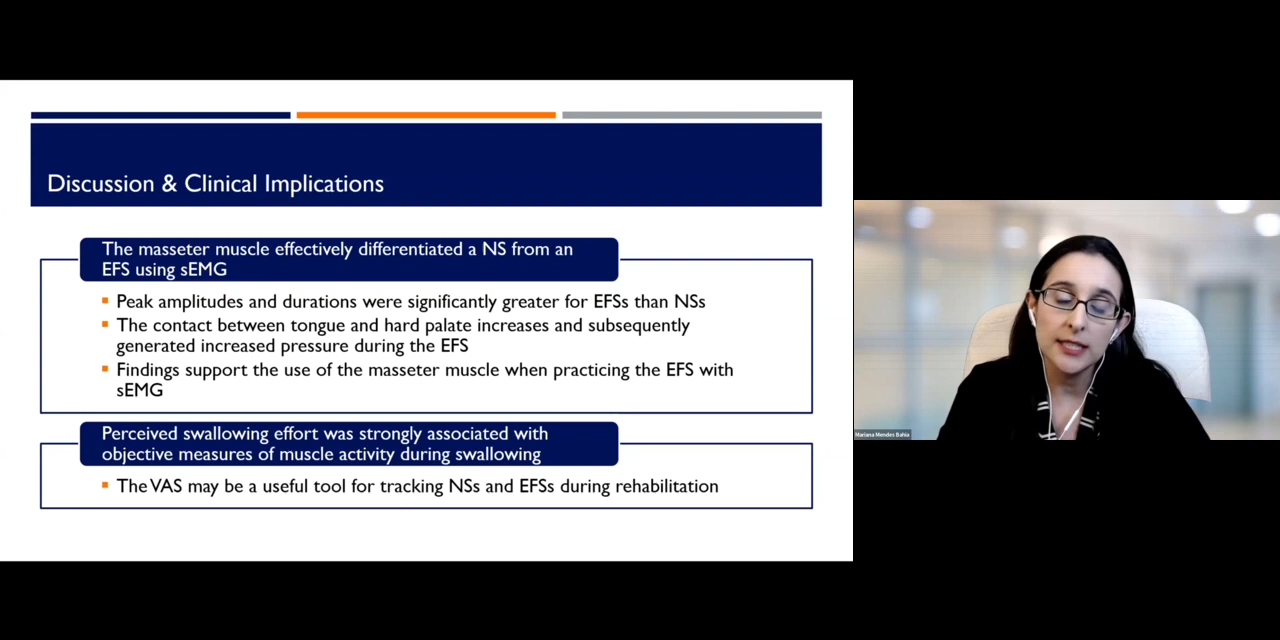 Discussion & Clinical Implications
The masseter muscle effectively differentiated a NS from an
EFS using sEMG
Peak amplitudes and durations were significantly greater for EFSs than NSs
The contact between tongue and hard palate increases and subsequently
generated increased pressure during the EFS
Findings support the use of the masseter muscle when practicing the EFS with
sEMG
Perceived swallowing effort was strongly associated with
objective measures of muscle activity during swallowing
The VAS may be a useful tool for tracking NSs and EFSs during rehabilitation
Nariana Mendes Bahia